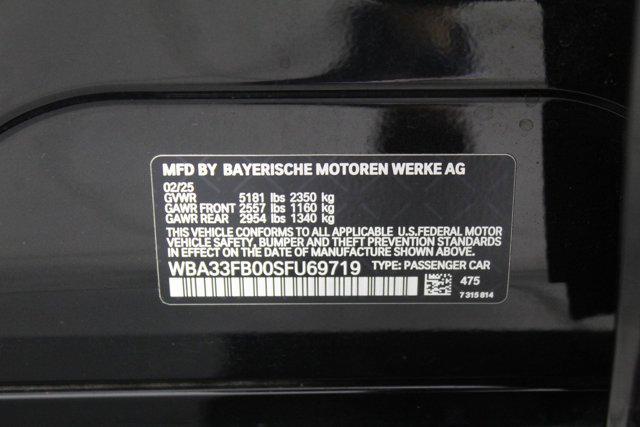 MFD BY BAYERISCHE MOTOREN WERKE AG
02/25
GVWR 5181 lbs 2350 kg
GAWR FRONT 2557 lbs 1160 kg
GAWR REAR 2954 lbs 1340 kg
THIS VEHICLE CONFORMS TO ALL APPLICABLE U.S.FEDERAL MOTOR
VEHICLE SAFETY, BUMPER AND THEFT PREVENTION STANDARDS
IN EFFECT ON THE DATE OF MANUFACTURE SHOWN ABOVE.
WBA33FB00SFU69719 TYPE: PASSENGER CAR
475
7 315 814